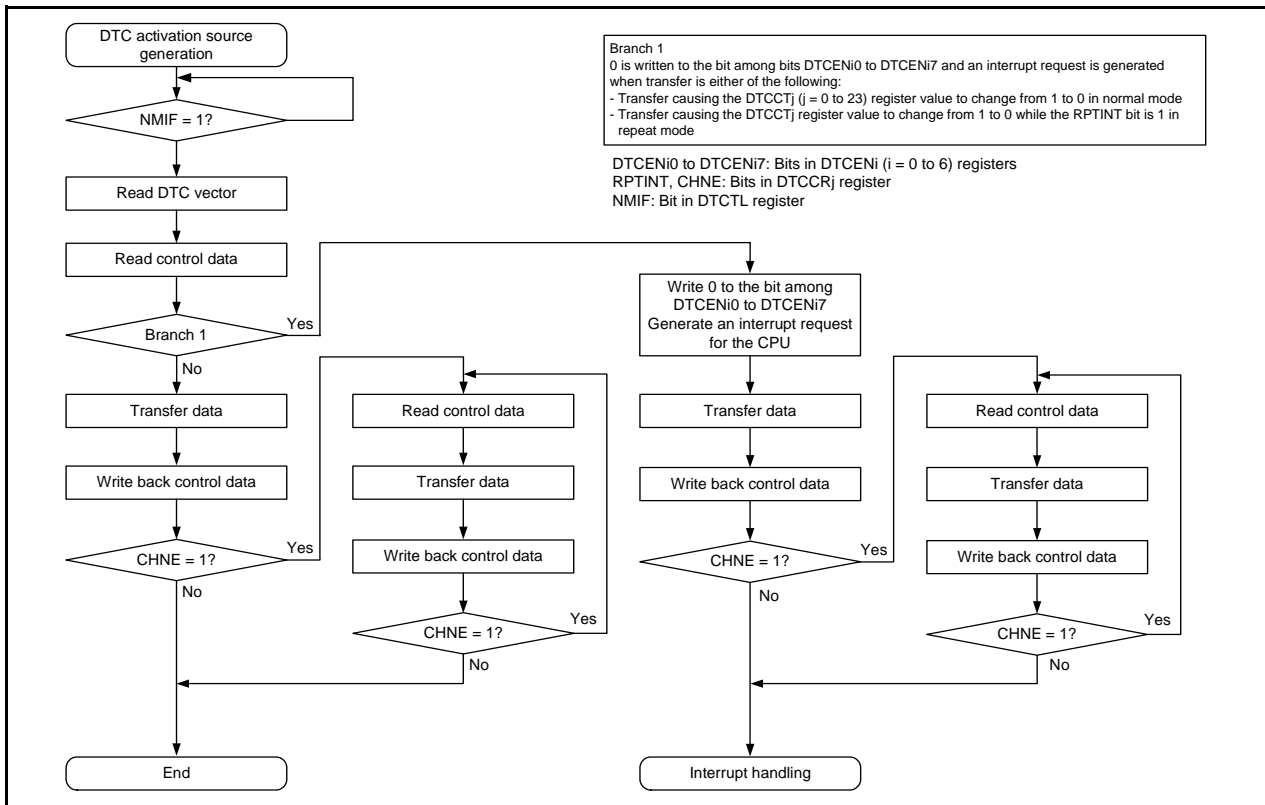 DTC activation source
generation
NMIF = 1?
Read DTC vector
Read control data
Branch 1
Yes
No
Transfer data
Write back control data
CHNE = 1?
Yes
No
End
Read control data
Transfer data
Write back control data
CHNE = 1?
Yes
No
Branch 1
0 is written to the bit among bits DTCENi0 to DTCENi7 and an interrupt request is generated
when transfer is either of the following:
- Transfer causing the DTCCTj (j = 0 to 23) register value to change from 1 to 0 in normal mode
- Transfer causing the DTCCTj register value to change from 1 to 0 while the RPTINT bit is 1 in
repeat mode
DTCENi0 to DTCENi7: Bits in DTCENi (i = 0 to 6) registers
RPTINT, CHNE: Bits in DTCCRj register
NMIF: Bit in DTCTL register
Write 0 to the bit among
DTCENi0 to DTCENi7
Generate an interrupt request
for the CPU
Transfer data
Write back control data
CHNE = 1?
Yes
No
Interrupt handling
Read control data
Transfer data
Write back control data
CHNE = 1?
Yes
No